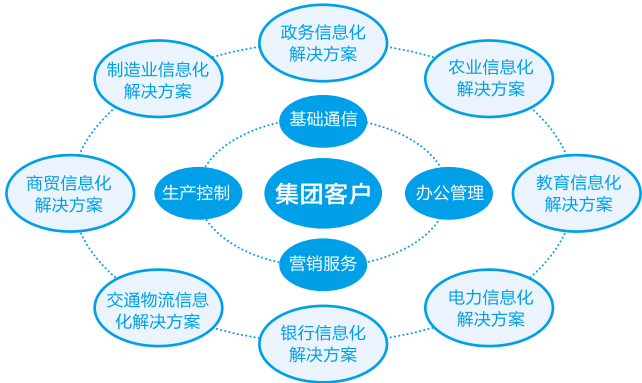 政务信息化
解决方案
制造业信息化
解决方案
农业信息化
解决方案
基础通信
商贸信息化
解决方案
生产控制
集团客户
办公管理
教育信息化
解决方案
营销服务
交通物流信息
化解决方案
电力信息化
解决方案
银行信息化
解决方案